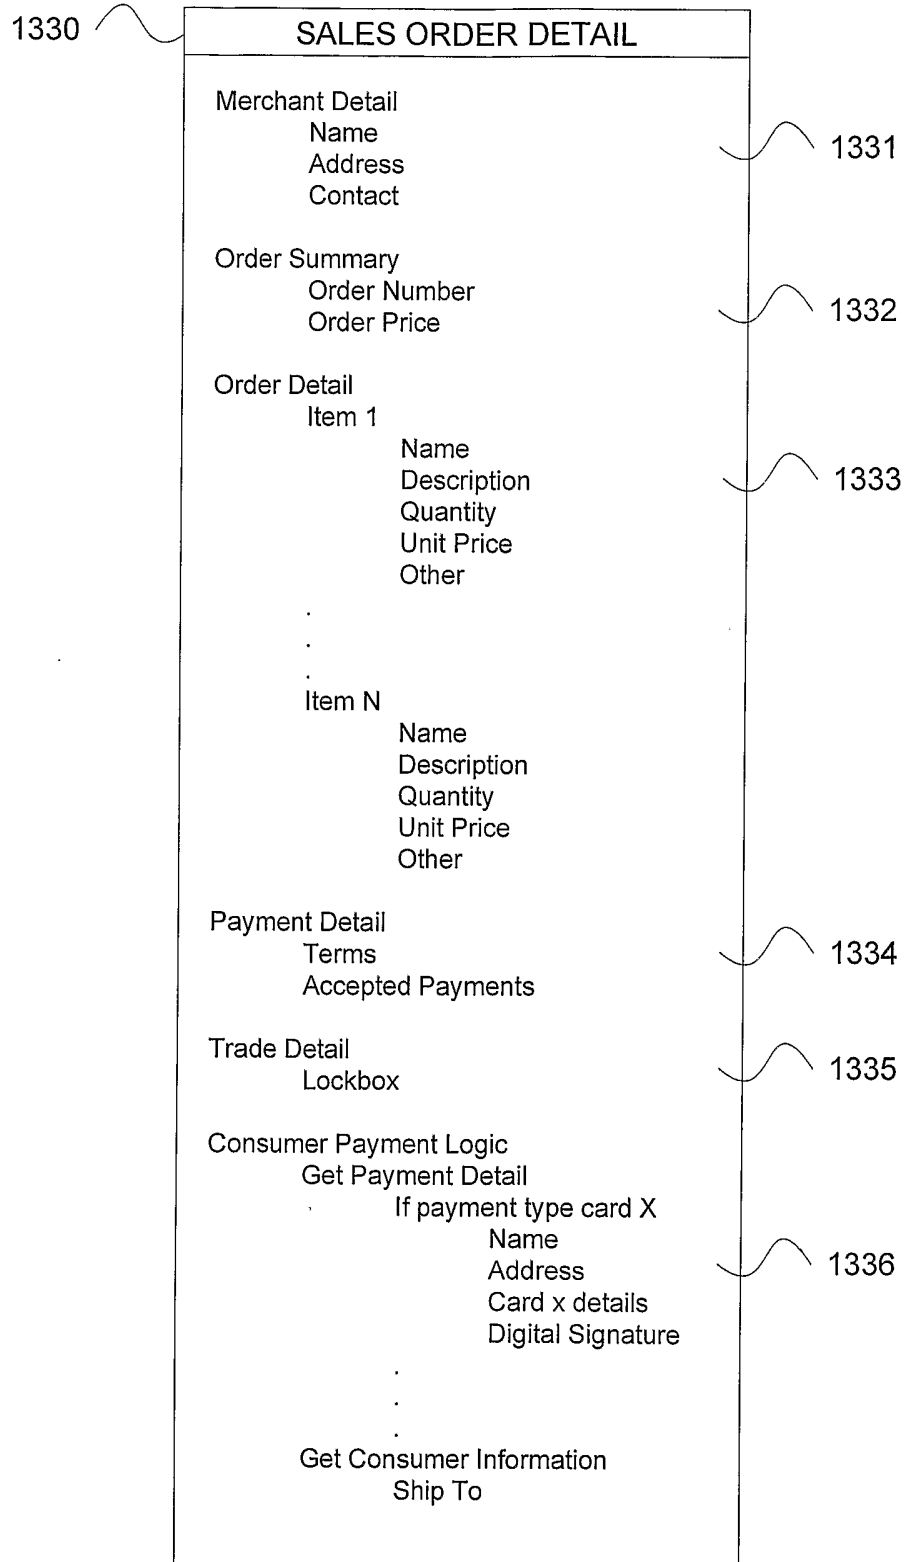 1330
SALES ORDER DETAIL
Merchant Detail
Name
1331
Address
Contact
Order Summary
Order Number
1332
Order Price
Order Detail
Item 1
Name
Description
1333
Quantity
Unit Price
Other
.
.
.
Item N
Name
Description
Quantity
Unit Price
Other
Payment Detail
Terms
1334
Accepted Payments
Trade Detail
Lockbox
1335
Consumer Payment Logic
Get Payment Detail
If payment type card X
Name
Address
1336
Card x details
Digital Signature
.
.
.
Get Consumer Information
Ship To